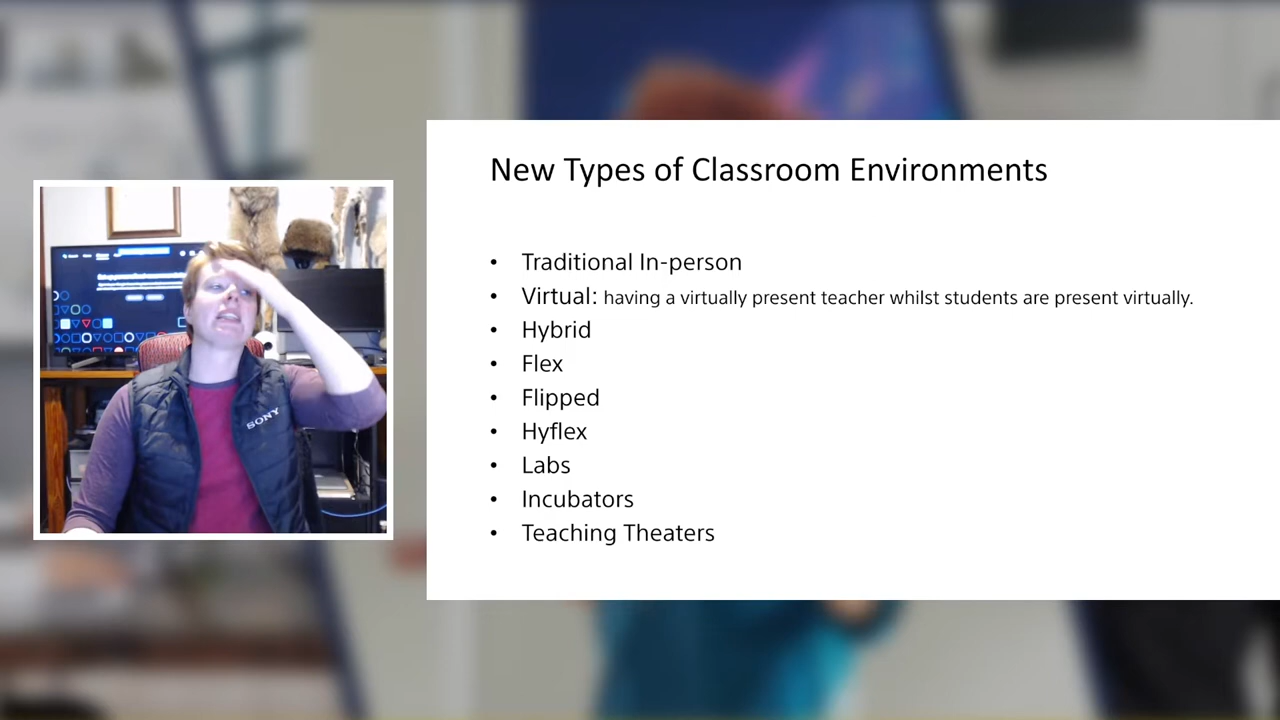 New Types of Classroom Environments
• Traditional In-person
• Virtual: having a virtually present teacher whilst students are present virtually.
• Hybrid
• Flex
• Flipped
• Hyflex
• Labs
• Incubators
• Teaching Theaters
SONY